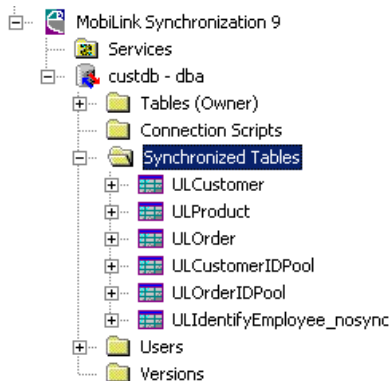 MobiLink Synchronization 9
Services
custdb - dba
Tables (Owner)
Connection Scripts
Synchronized Tables
ULCustomer
ULProduct
ULOrder
ULCustomerIDPool
ULOrderIDPool
ULIdentifyEmployee_nosync
Users
Versions